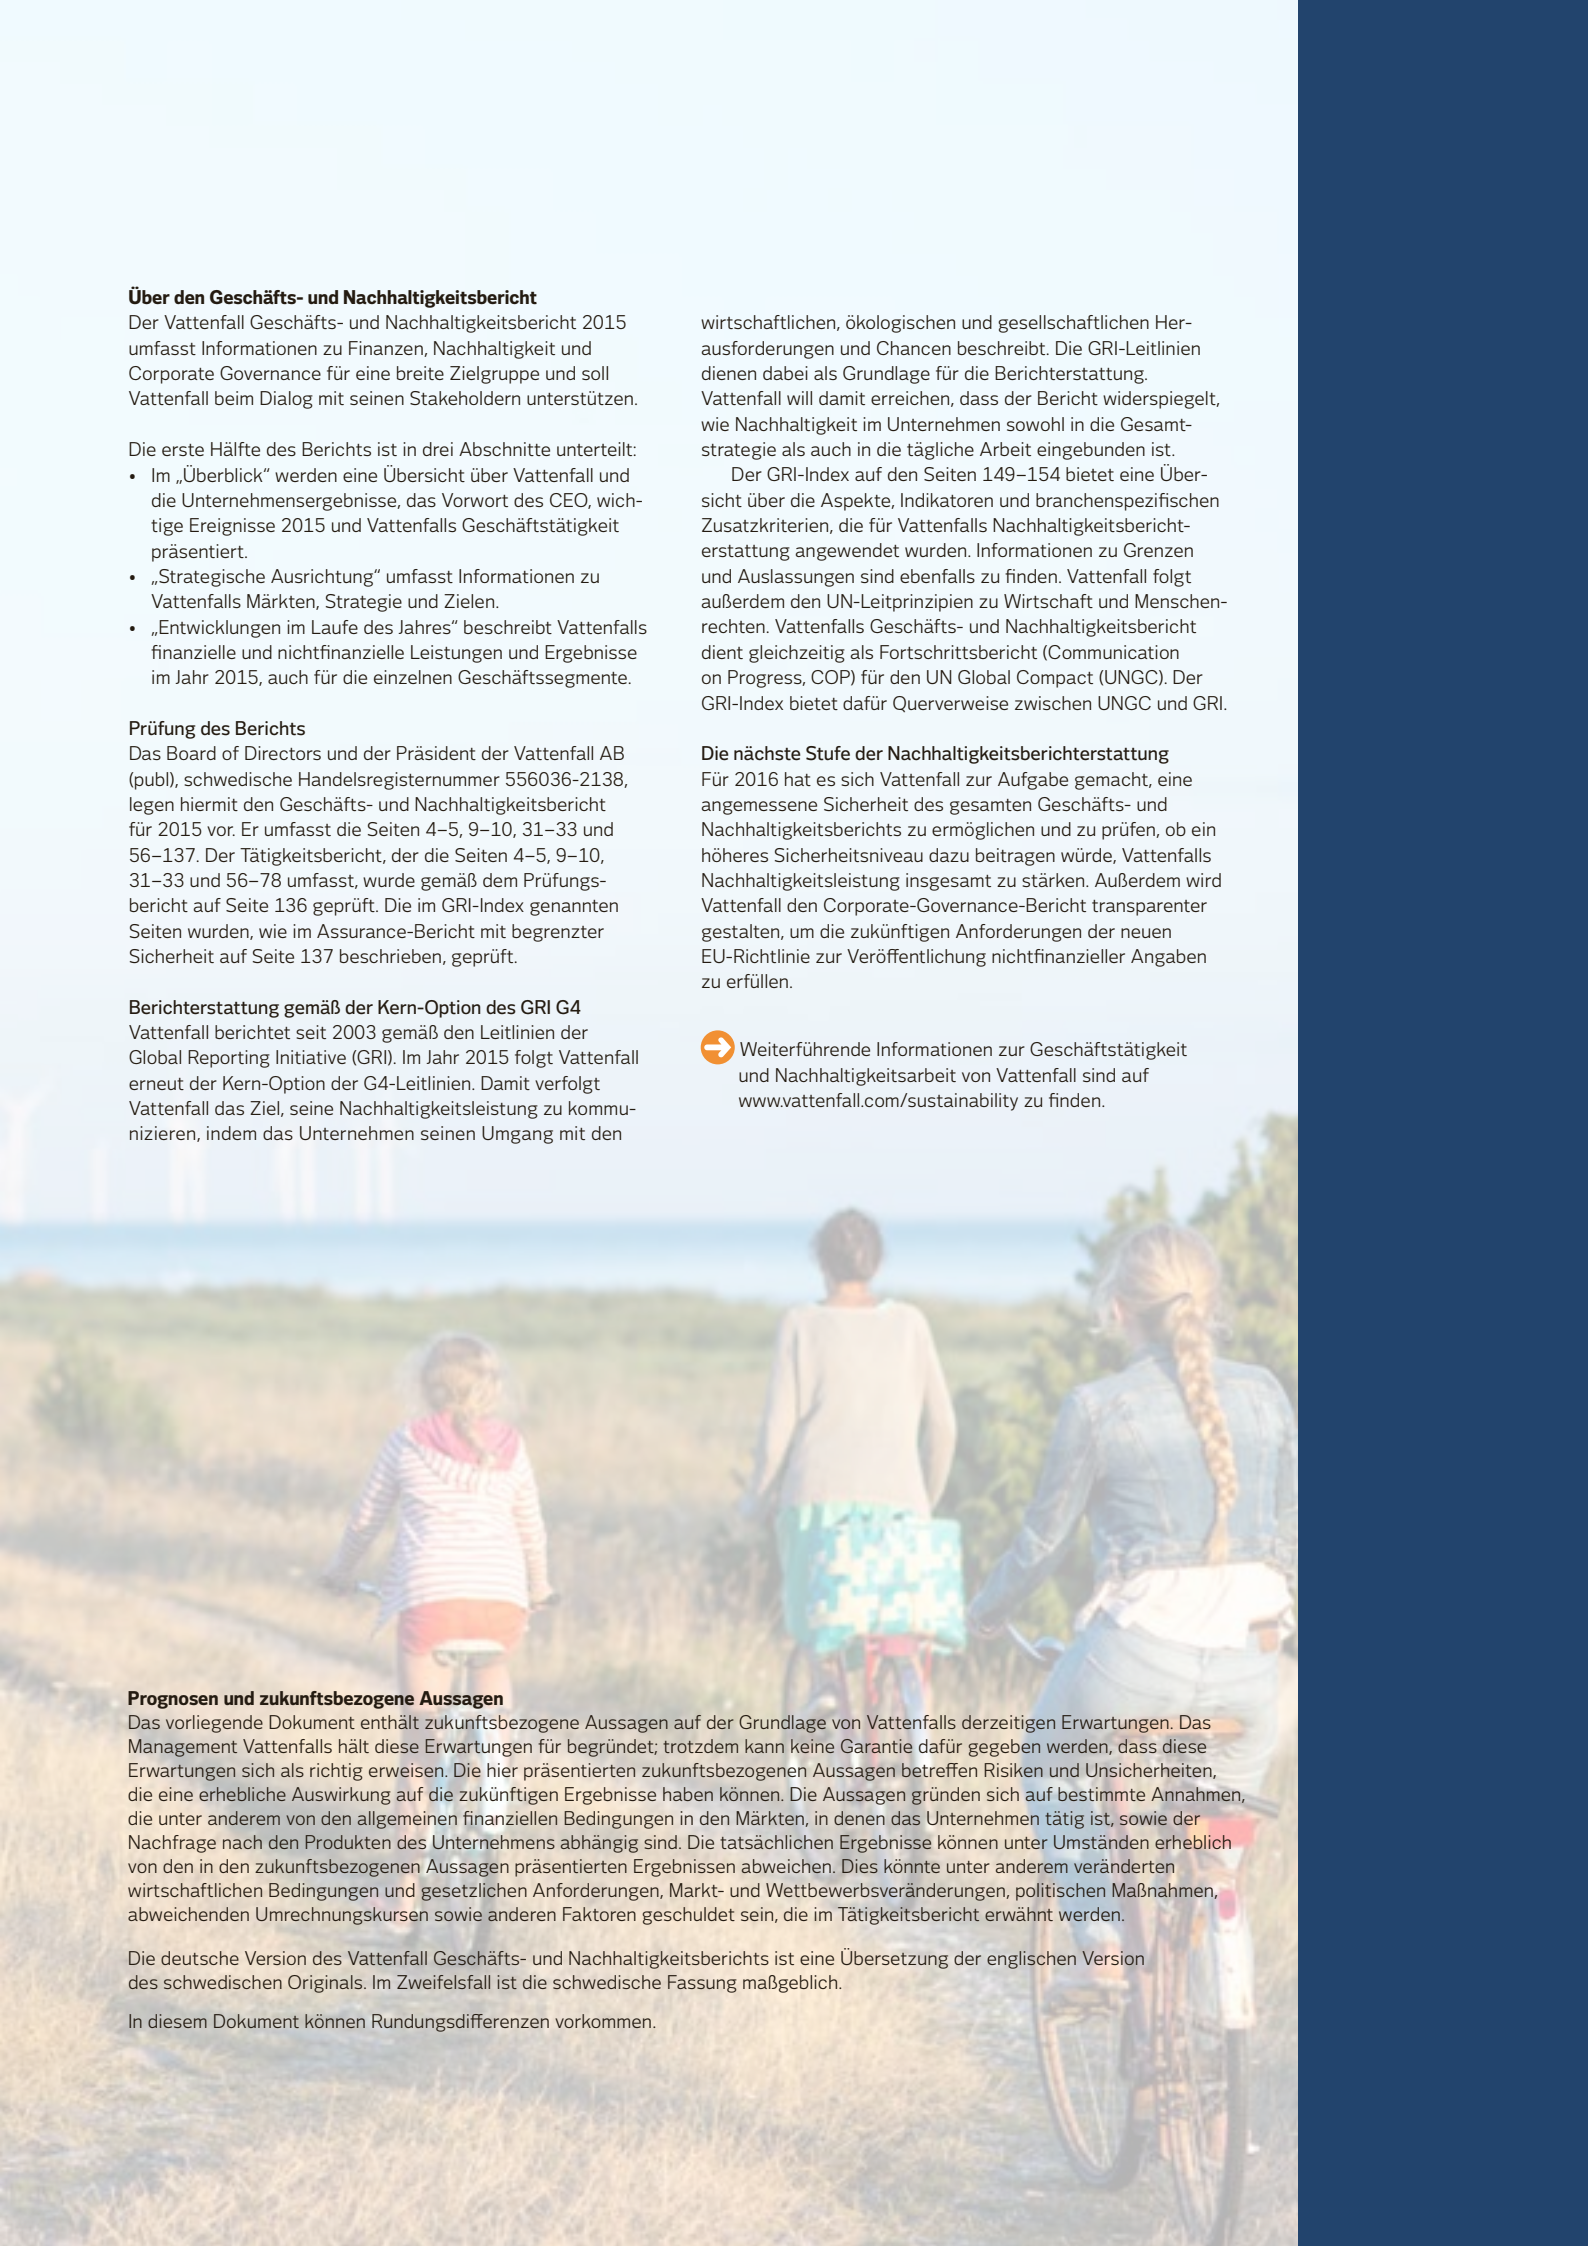 Über den Geschäfts- und Nachhaltigkeitsbericht
Der Vattenfall Geschäfts- und Nachhaltigkeitsbericht 2015
umfasst Informationen zu Finanzen, Nachhaltigkeit und
Corporate Governance für eine breite Zielgruppe und soll
Vattenfall beim Dialog mit seinen Stakeholdern unterstützen.
Die erste Hälfte des Berichts ist in drei Abschnitte unterteilt:
• Im „Überblick“ werden eine Übersicht über Vattenfall und
die Unternehmensergebnisse, das Vorwort des CEO, wich-
tige Ereignisse 2015 und Vattenfalls Geschäftstätigkeit
präsentiert.
• „Strategische Ausrichtung“ umfasst Informationen zu
Vattenfalls Märkten, Strategie und Zielen.
• „Entwicklungen im Laufe des Jahres“ beschreibt Vattenfalls
finanzielle und nichtfinanzielle Leistungen und Ergebnisse
im Jahr 2015, auch für die einzelnen Geschäftssegmente.
Prüfung des Berichts
Das Board of Directors und der Präsident der Vattenfall AB
(publ), schwedische Handelsregisternummer 556036-2138,
legen hiermit den Geschäfts- und Nachhaltigkeitsbericht
für 2015 vor. Er umfasst die Seiten 4–5, 9–10, 31–33 und
56–137. Der Tätigkeitsbericht, der die Seiten 4–5, 9–10,
31–33 und 56–78 umfasst, wurde gemäß dem Prüfungs-
bericht auf Seite 136 geprüft. Die im GRI-Index genannten
Seiten wurden, wie im Assurance-Bericht mit begrenzter
Sicherheit auf Seite 137 beschrieben, geprüft.
Berichterstattung gemäß der Kern-Option des GRI G4
Vattenfall berichtet seit 2003 gemäß den Leitlinien der
Global Reporting Initiative (GRI). Im Jahr 2015 folgt Vattenfall
erneut der Kern-Option der G4-Leitlinien. Damit verfolgt
Vattenfall das Ziel, seine Nachhaltigkeitsleistung zu kommu-
nizieren, indem das Unternehmen seinen Umgang mit den
wirtschaftlichen, ökologischen und gesellschaftlichen Her-
ausforderungen und Chancen beschreibt. Die GRI-Leitlinien
dienen dabei als Grundlage für die Berichterstattung.
Vattenfall will damit erreichen, dass der Bericht widerspiegelt,
wie Nachhaltigkeit im Unternehmen sowohl in die Gesamt-
strategie als auch in die tägliche Arbeit eingebunden ist.
Der GRI-Index auf den Seiten 149–154 bietet eine Über-
sicht über die Aspekte, Indikatoren und branchenspezifischen
Zusatzkriterien, die für Vattenfalls Nachhaltigkeitsbericht-
erstattung angewendet wurden. Informationen zu Grenzen
und Auslassungen sind ebenfalls zu finden. Vattenfall folgt
außerdem den UN-Leitprinzipien zu Wirtschaft und Menschen-
rechten. Vattenfalls Geschäfts- und Nachhaltigkeitsbericht
dient gleichzeitig als Fortschrittsbericht (Communication
on Progress, COP) für den UN Global Compact (UNGC). Der
GRI-Index bietet dafür Querverweise zwischen UNGC und GRI.
Die nächste Stufe der Nachhaltigkeitsberichterstattung
Für 2016 hat es sich Vattenfall zur Aufgabe gemacht, eine
angemessene Sicherheit des gesamten Geschäfts- und
Nachhaltigkeitsberichts zu ermöglichen und zu prüfen, ob ein
höheres Sicherheitsniveau dazu beitragen würde, Vattenfalls
Nachhaltigkeitsleistung insgesamt zu stärken. Außerdem wird
Vattenfall den Corporate-Governance-Bericht transparenter
gestalten, um die zukünftigen Anforderungen der neuen
EU-Richtlinie zur Veröffentlichung nichtfinanzieller Angaben
zu erfüllen.
Weiterführende Informationen zur Geschäftstätigkeit
und Nachhaltigkeitsarbeit von Vattenfall sind auf
www.vattenfall.com/sustainability zu finden.
Prognosen und zukunftsbezogene Aussagen
Das vorliegende Dokument enthält zukunftsbezogene Aussagen auf der Grundlage von Vattenfalls derzeitigen Erwartungen. Das
Management Vattenfalls hält diese Erwartungen für begründet; trotzdem kann keine Garantie dafür gegeben werden, dass diese
Erwartungen sich als richtig erweisen. Die hier präsentierten zukunftsbezogenen Aussagen betreffen Risiken und Unsicherheiten,
die eine erhebliche Auswirkung auf die zukünftigen Ergebnisse haben können. Die Aussagen gründen sich auf bestimmte Annahmen,
die unter anderem von den allgemeinen finanziellen Bedingungen in den Märkten, in denen das Unternehmen tätig ist, sowie der
Nachfrage nach den Produkten des Unternehmens abhängig sind. Die tatsächlichen Ergebnisse können unter Umständen erheblich
von den in den zukunftsbezogenen Aussagen präsentierten Ergebnissen abweichen. Dies könnte unter anderem veränderten
wirtschaftlichen Bedingungen und gesetzlichen Anforderungen, Markt- und Wettbewerbsveränderungen, politischen Maßnahmen,
abweichenden Umrechnungskursen sowie anderen Faktoren geschuldet sein, die im Tätigkeitsbericht erwähnt werden.
Die deutsche Version des Vattenfall Geschäfts- und Nachhaltigkeitsberichts ist eine Übersetzung der englischen Version
des schwedischen Originals. Im Zweifelsfall ist die schwedische Fassung maßgeblich.
In diesem Dokument können Rundungsdifferenzen vorkommen.